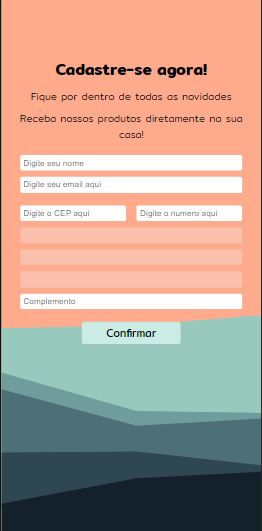 Cadastre-se agora!
Fique por dentro de todas as novidades
Receba nossos produtos diretamente na sua
casa!
Digite seu nome
Digite seu email aqui
Digite o CEP aqui
Digite o numero aqui
Complemento
Confirmar